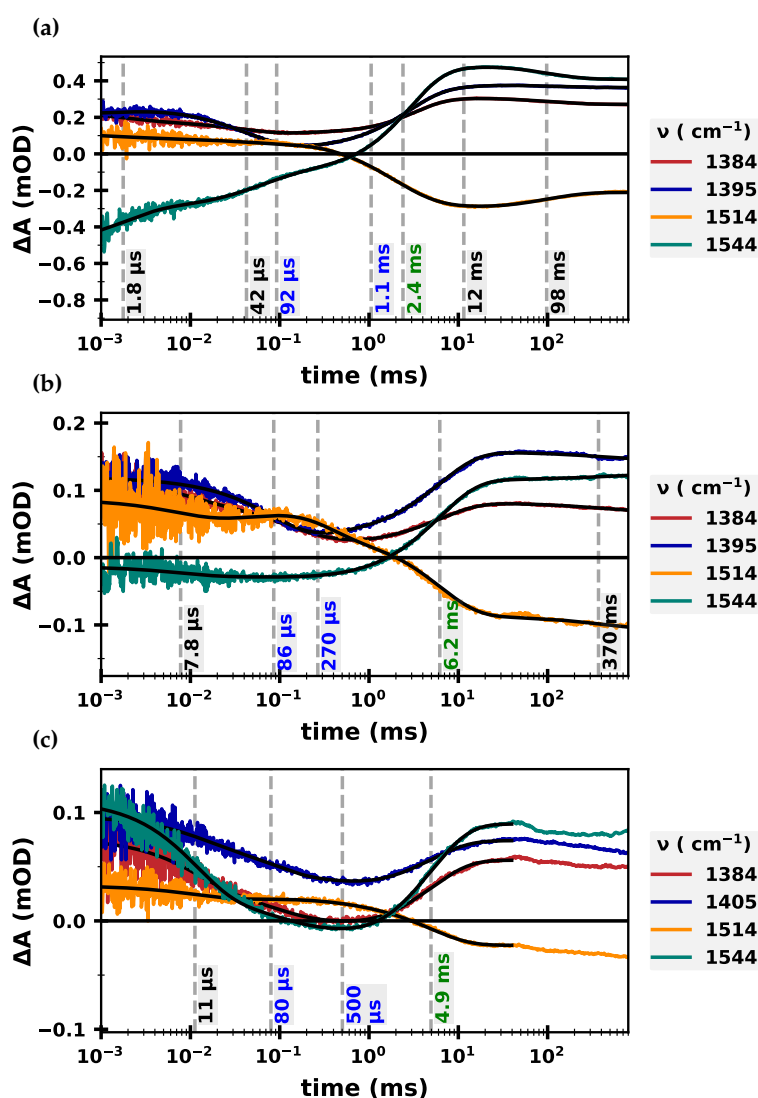 (a)
ΔA (mOD)
0.4
0.2
0.0
−0.2
−0.4
−0.6
−0.8
1.8 μs
42 μs
92 μs
1.1 ms
2.4 ms
12 ms
98 ms
10⁻³ 10⁻² 10⁻¹ 10⁰ 10¹ 10²
time (ms)
ν ( cm⁻¹)
1384
1395
1514
1544
(b)
ΔA (mOD)
0.2
0.1
0.0
−0.1
7.8 μs
86 μs
270 μs
6.2 ms
370 ms
10⁻³ 10⁻² 10⁻¹ 10⁰ 10¹ 10²
time (ms)
ν ( cm⁻¹)
1384
1395
1514
1544
(c)
ΔA (mOD)
0.1
0.0
−0.1
11 μs
80 μs
500
μs
4.9 ms
10⁻³ 10⁻² 10⁻¹ 10⁰ 10¹ 10²
time (ms)
ν ( cm⁻¹)
1384
1405
1514
1544